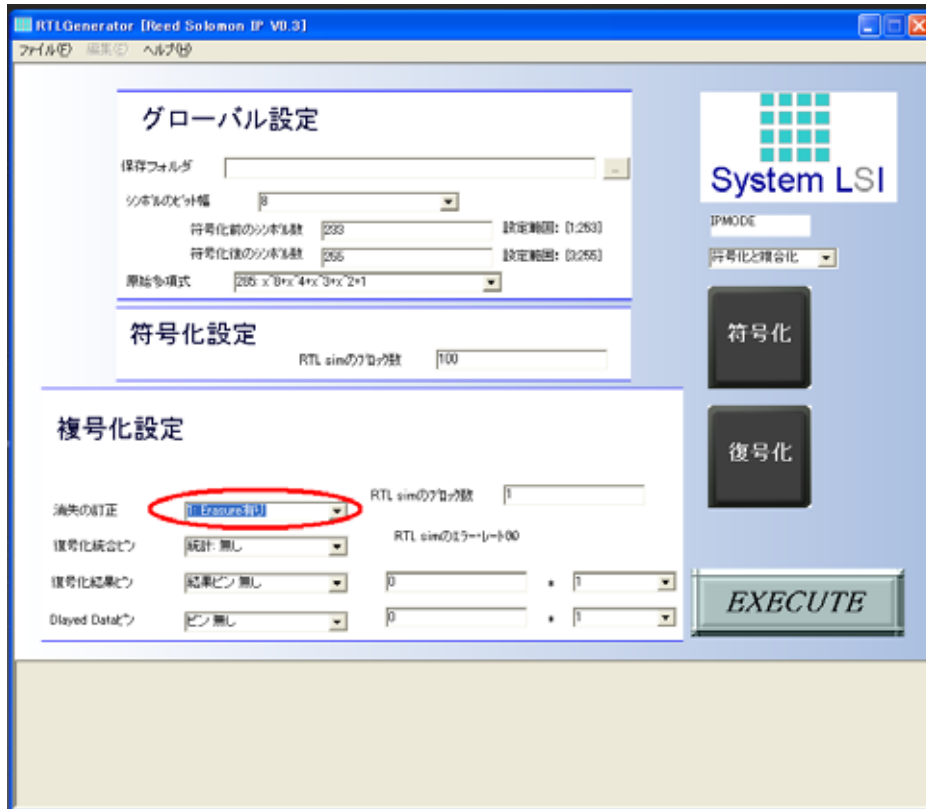 RTLGenerator [Reed Solomon IP V0.3]
ファイル(F) 編集(E) ヘルプ(H)
グローバル設定
保存フォルダ ...
シンボルのビット幅 8
符号化前のシンボル数 233 設定範囲: [1:253]
符号化後のシンボル数 255 設定範囲: [3:255]
原始多項式 285: x^8+x^4+x^3+x^2+1
System LSI
IPMODE
符号化と複合化
符号化設定
RTL simのブロック数 100
符号化
復号化
複号化設定
RTL simのブロック数 1
消失の訂正 1: Erasure有り
復号化統合ピン 統計: 無し
RTL simのエラーレート
復号化結果ピン 結果ピン 無し 0 * 1
Dlayed Dataピン ピン 無し 0 * 1
EXECUTE